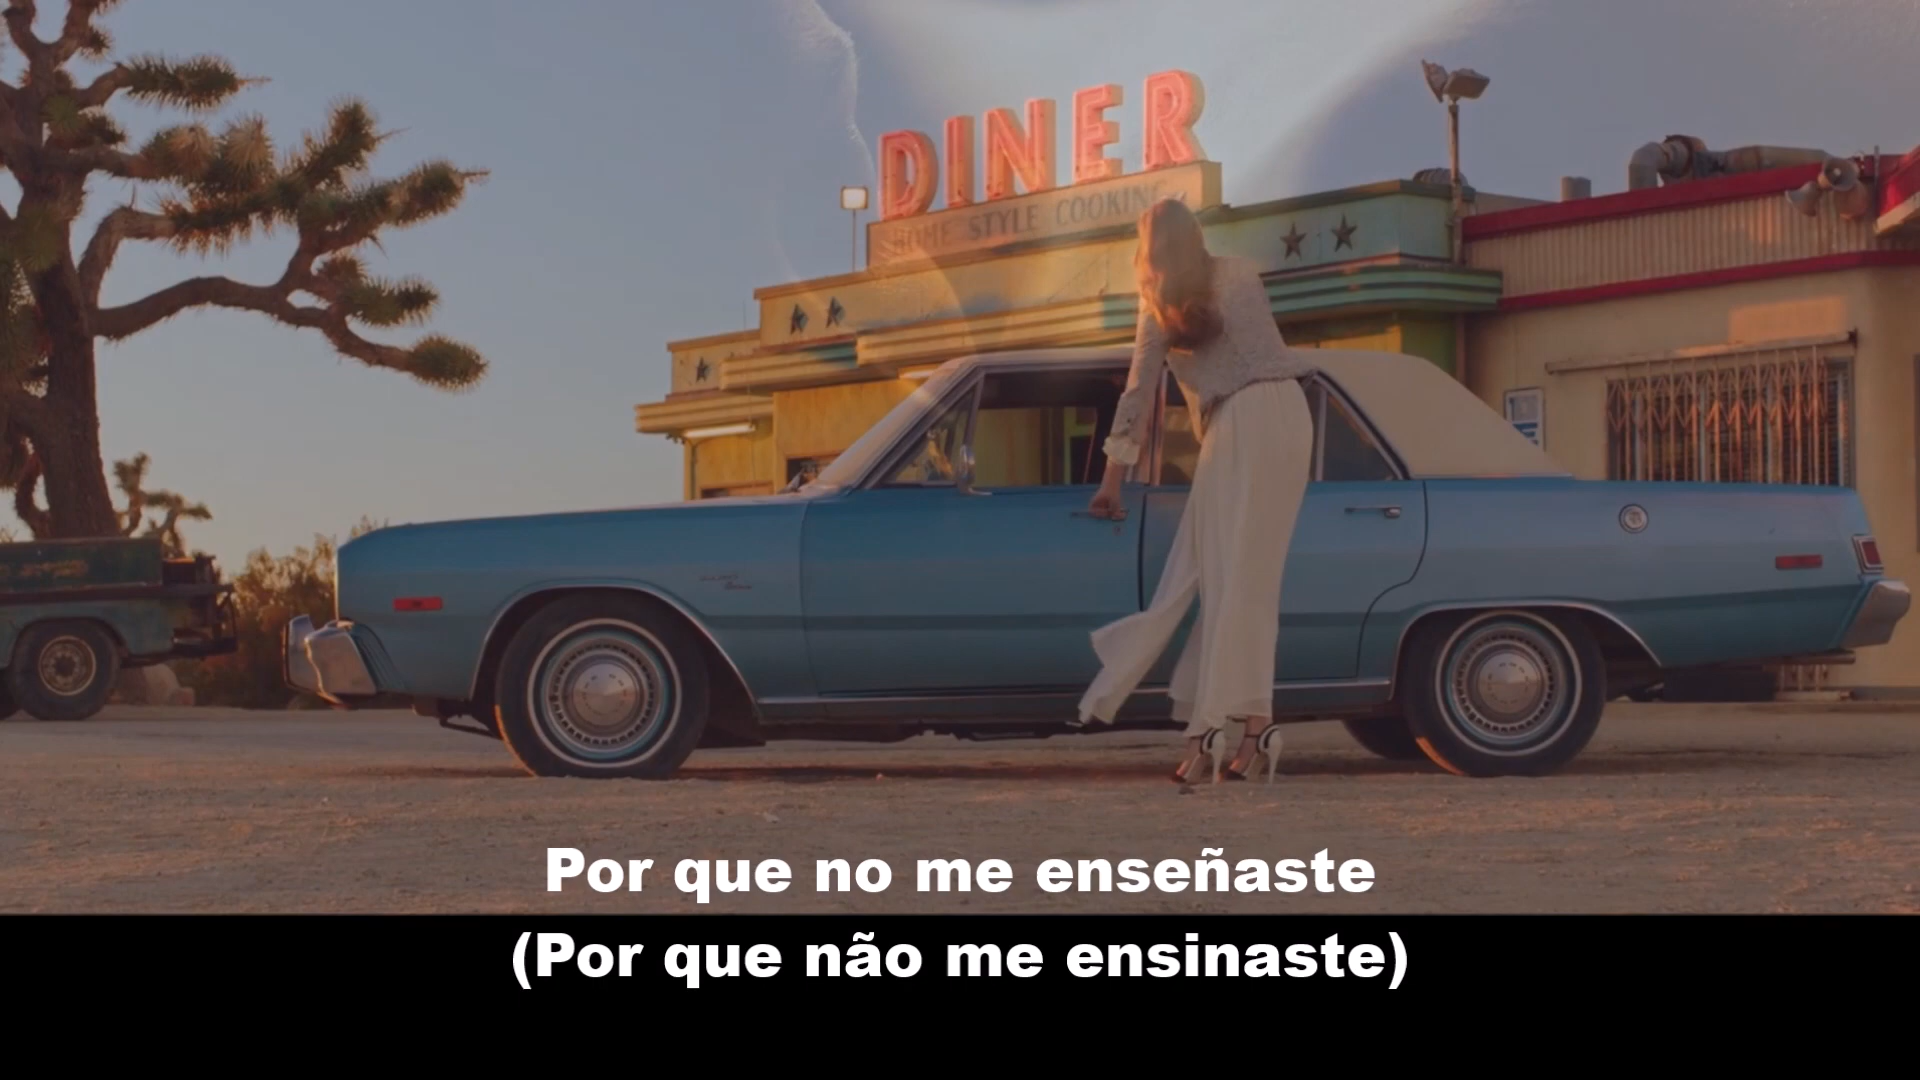 DINER
HOME STYLE COOKING
Por que no me enseñaste
(Por que não me ensinaste)